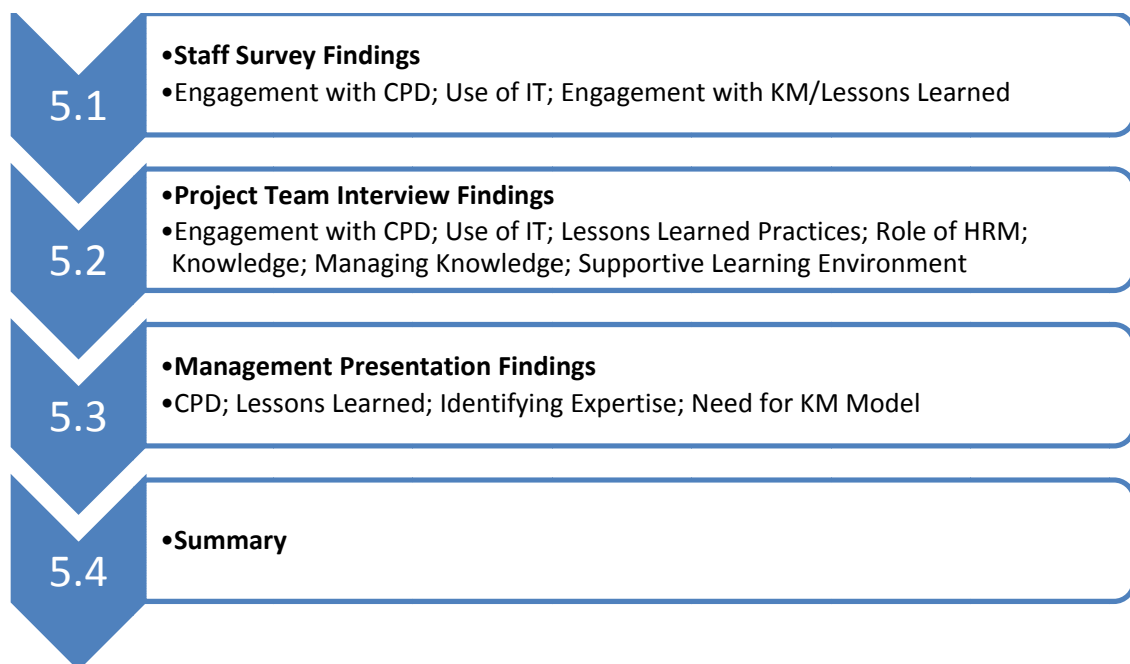 5.1
•Staff Survey Findings
•Engagement with CPD; Use of IT; Engagement with KM/Lessons Learned
5.2
•Project Team Interview Findings
•Engagement with CPD; Use of IT; Lessons Learned Practices; Role of HRM;
Knowledge; Managing Knowledge; Supportive Learning Environment
5.3
•Management Presentation Findings
•CPD; Lessons Learned; Identifying Expertise; Need for KM Model
5.4
•Summary